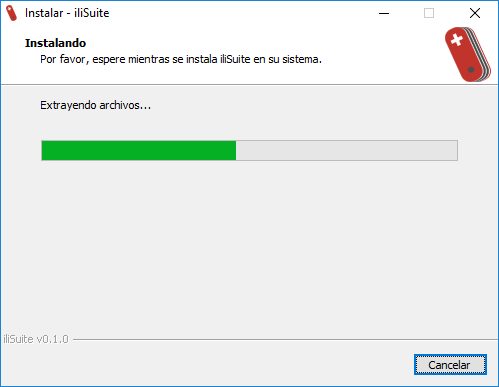 Instalar - iliSuite
Instalando
Por favor, espere mientras se instala iliSuite en su sistema.
Extrayendo archivos...
iliSuite v0.1.0
Cancelar